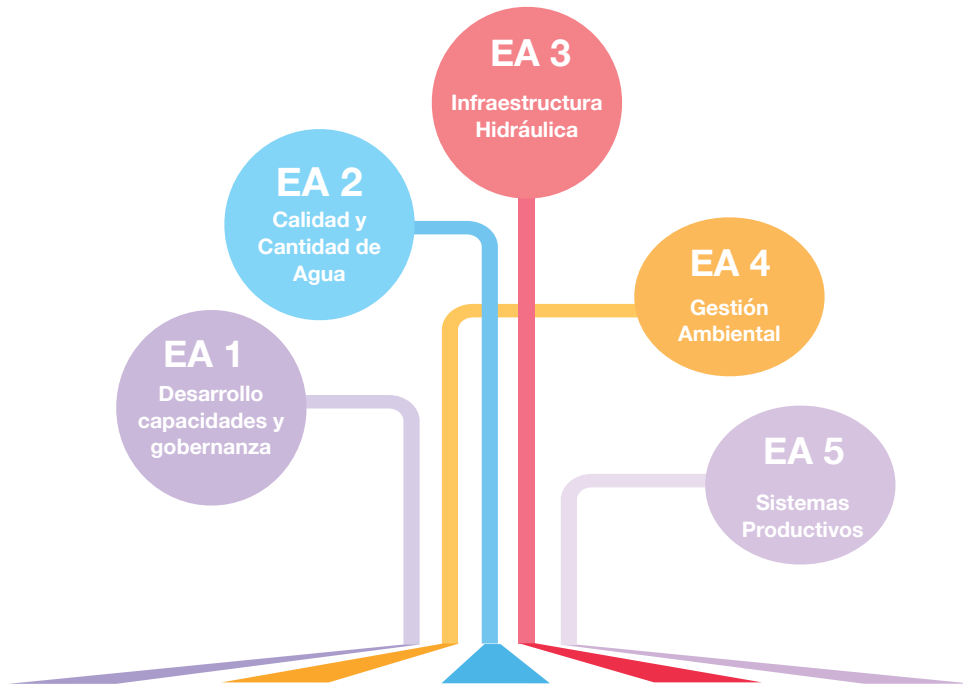 EA 1
Desarrollo
capacidades y
gobernanza
EA 2
Calidad y
Cantidad de
Agua
EA 3
Infraestructura
Hidráulica
EA 4
Gestión
Ambiental
EA 5
Sistemas
Productivos